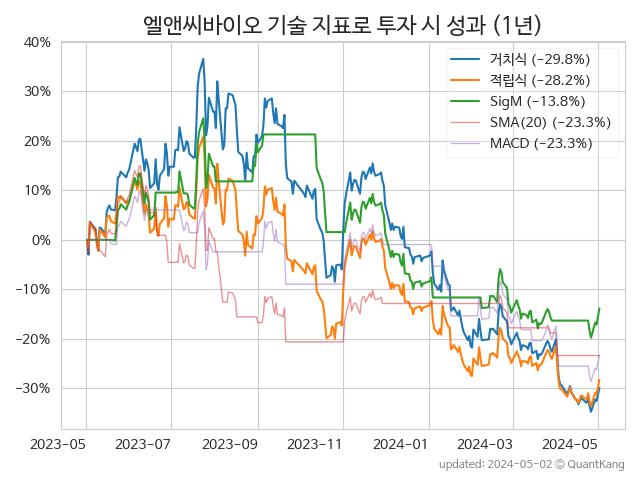 엘앤씨바이오 기술 지표로 투자 시 성과 (1년)
40%
30%
20%
10%
0%
−10%
−20%
−30%
거치식 (−29.8%)
적립식 (−28.2%)
SigM (−13.8%)
SMA(20) (−23.3%)
MACD (−23.3%)
2023-05 2023-07 2023-09 2023-11 2024-01 2024-03 2024-05
updated: 2024-05-02 © QuantKang